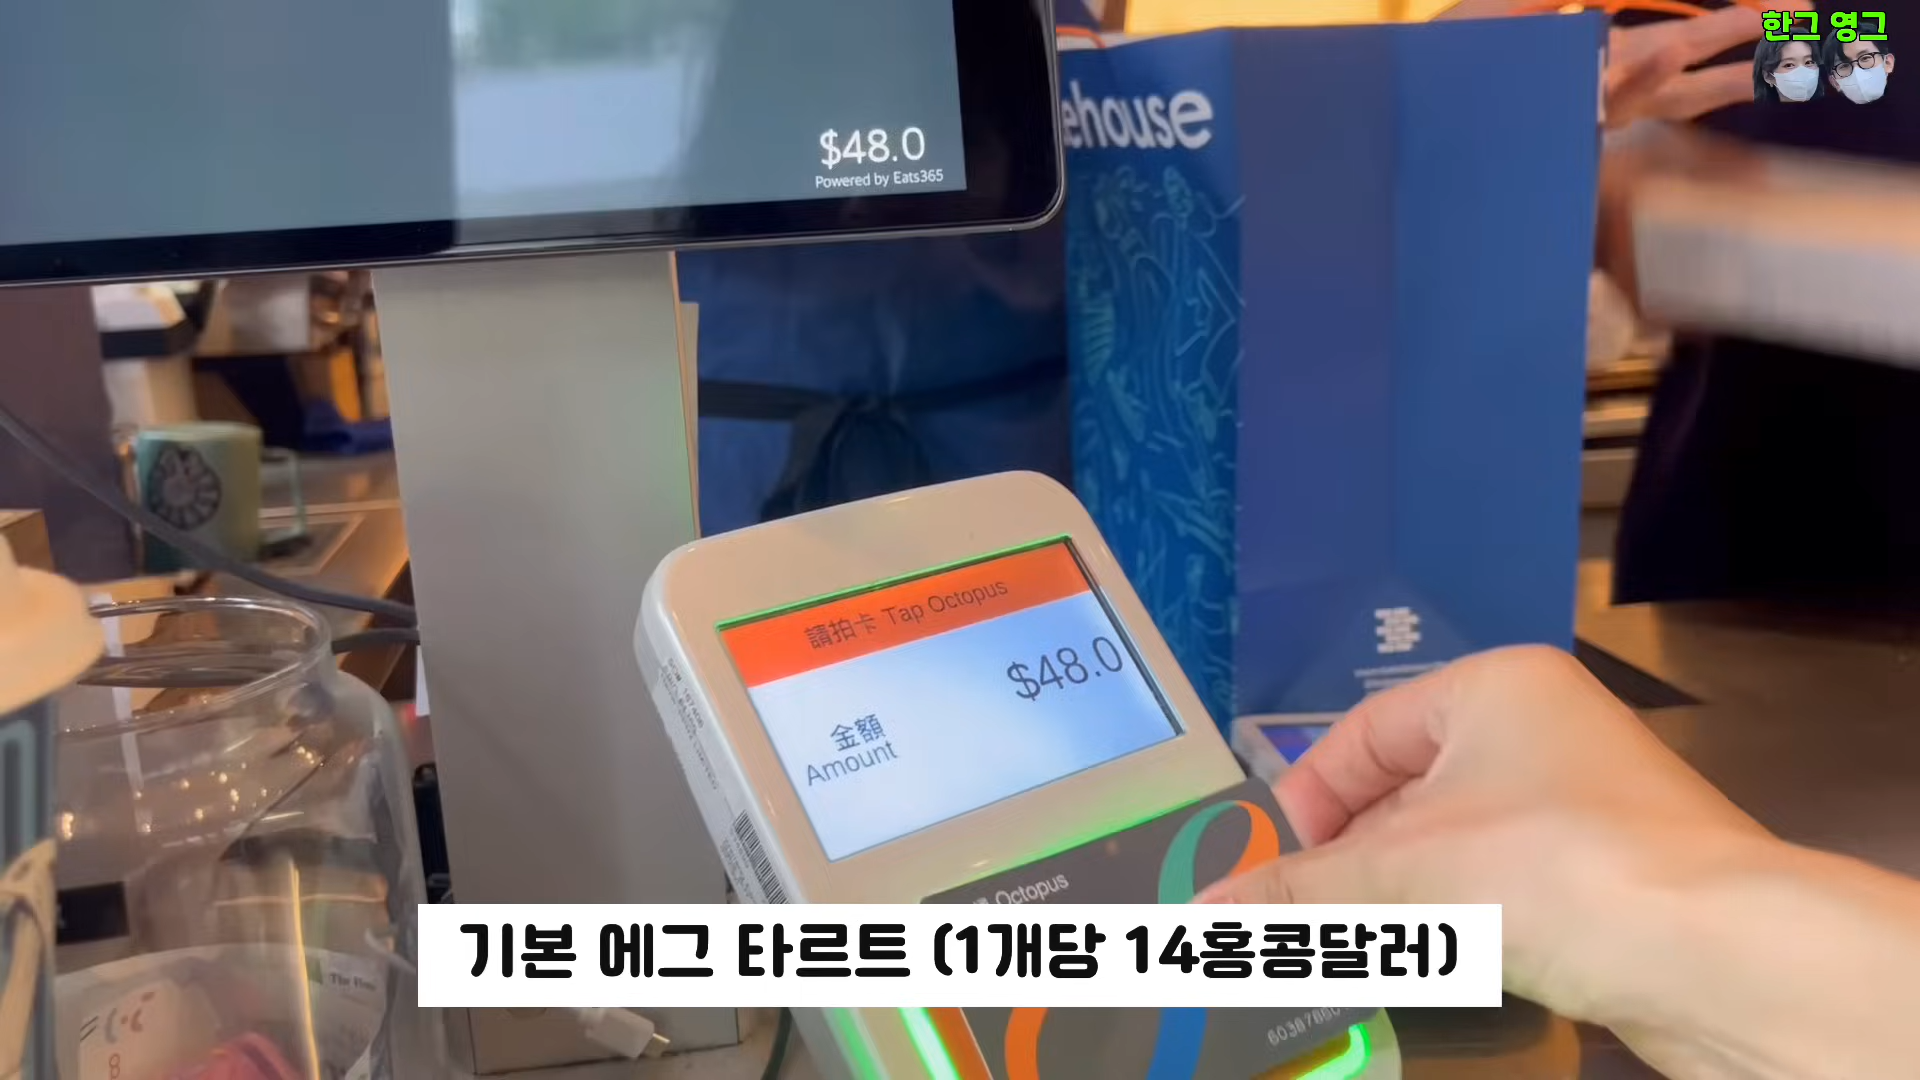 한그 영그
$48.0
Powered by Eats365
ehouse
請拍卡 Tap Octopus
$48.0
金額
Amount
Octopus
기본 에그 타르트 (1개당 14홍콩달러)
8